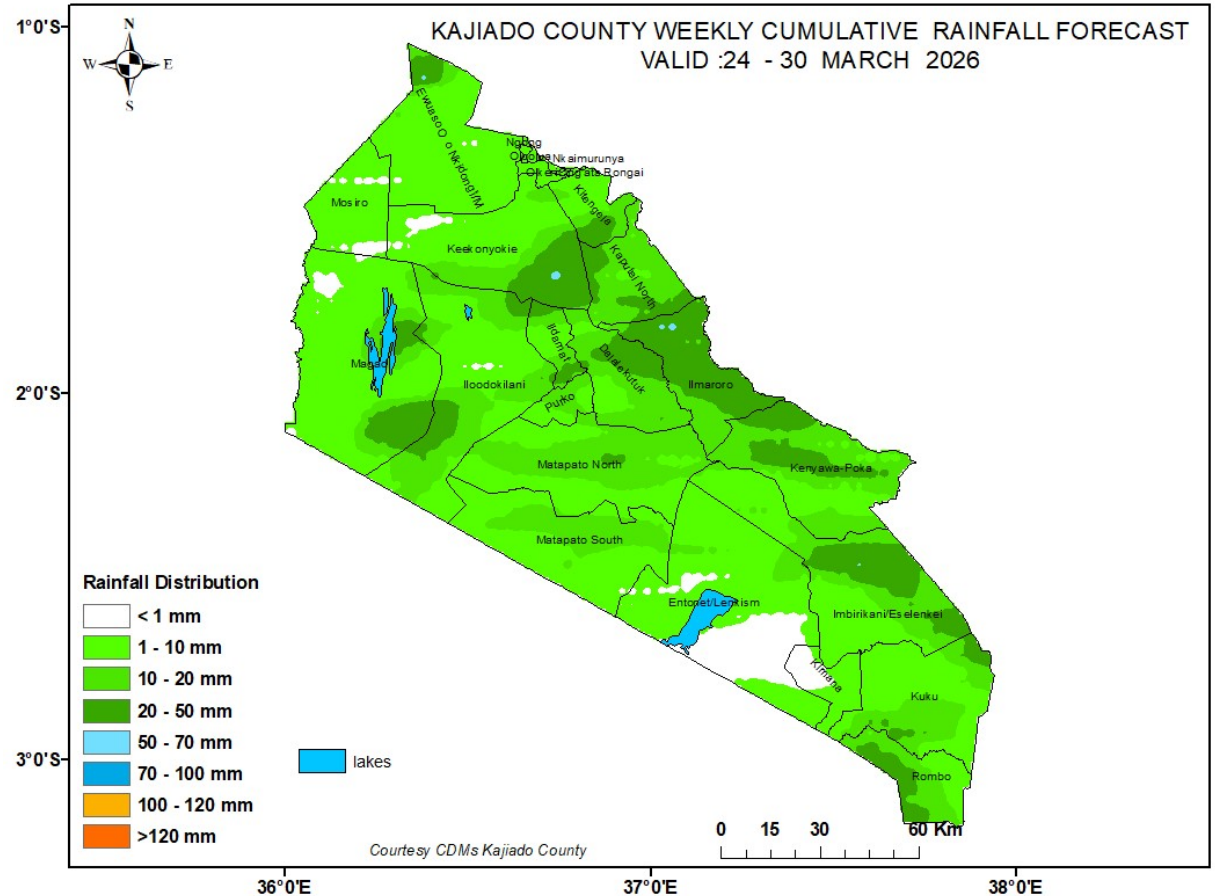 KAJIADO COUNTY WEEKLY CUMULATIVE RAINFALL FORECAST
VALID :24 - 30 MARCH 2026
N
W
E
S
1°0'S
2°0'S
3°0'S
Ewuaso O o Nkidong'i/M
Ngong
Nkaimurunya
Rongai
Mosiro
Kitengela
Keekonyokie
Kaputei North
Ildamat
Dalalekutuk
Magadi
Iloodokilani
Ilmaroro
Purko
Matapato North
Kenyawa-Poka
Matapato South
Entonet/Lenkism
Imbirikani/Eselenkei
Kimana
Kuku
Rombo
Rainfall Distribution
< 1 mm
1 - 10 mm
10 - 20 mm
20 - 50 mm
50 - 70 mm
70 - 100 mm
100 - 120 mm
>120 mm
lakes
Courtesy CDMs Kajiado County
0 15 30 60 Km
36°0'E
37°0'E
38°0'E